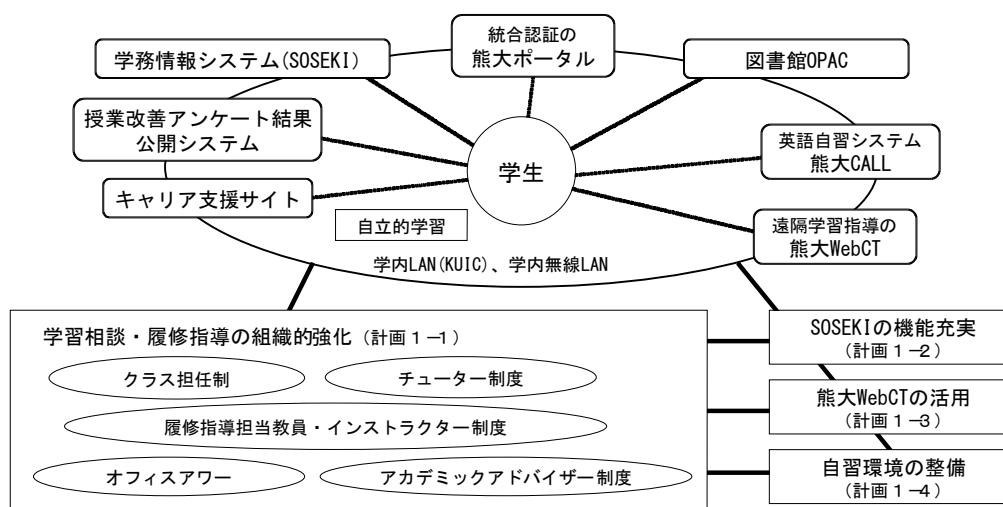 統合認証の
熊大ポータル
学務情報システム(SOSEKI)
図書館OPAC
授業改善アンケート結果
公開システム
英語自習システム
熊大CALL
学生
キャリア支援サイト
自立的学習
遠隔学習指導の
熊大WebCT
学内LAN(KUIC)、学内無線LAN
学習相談・履修指導の組織的強化(計画1-1)
クラス担任制
チューター制度
履修指導担当教員・インストラクター制度
オフィスアワー
アカデミックアドバイザー制度
SOSEKIの機能充実
(計画1-2)
熊大WebCTの活用
(計画1-3)
自習環境の整備
(計画1-4)